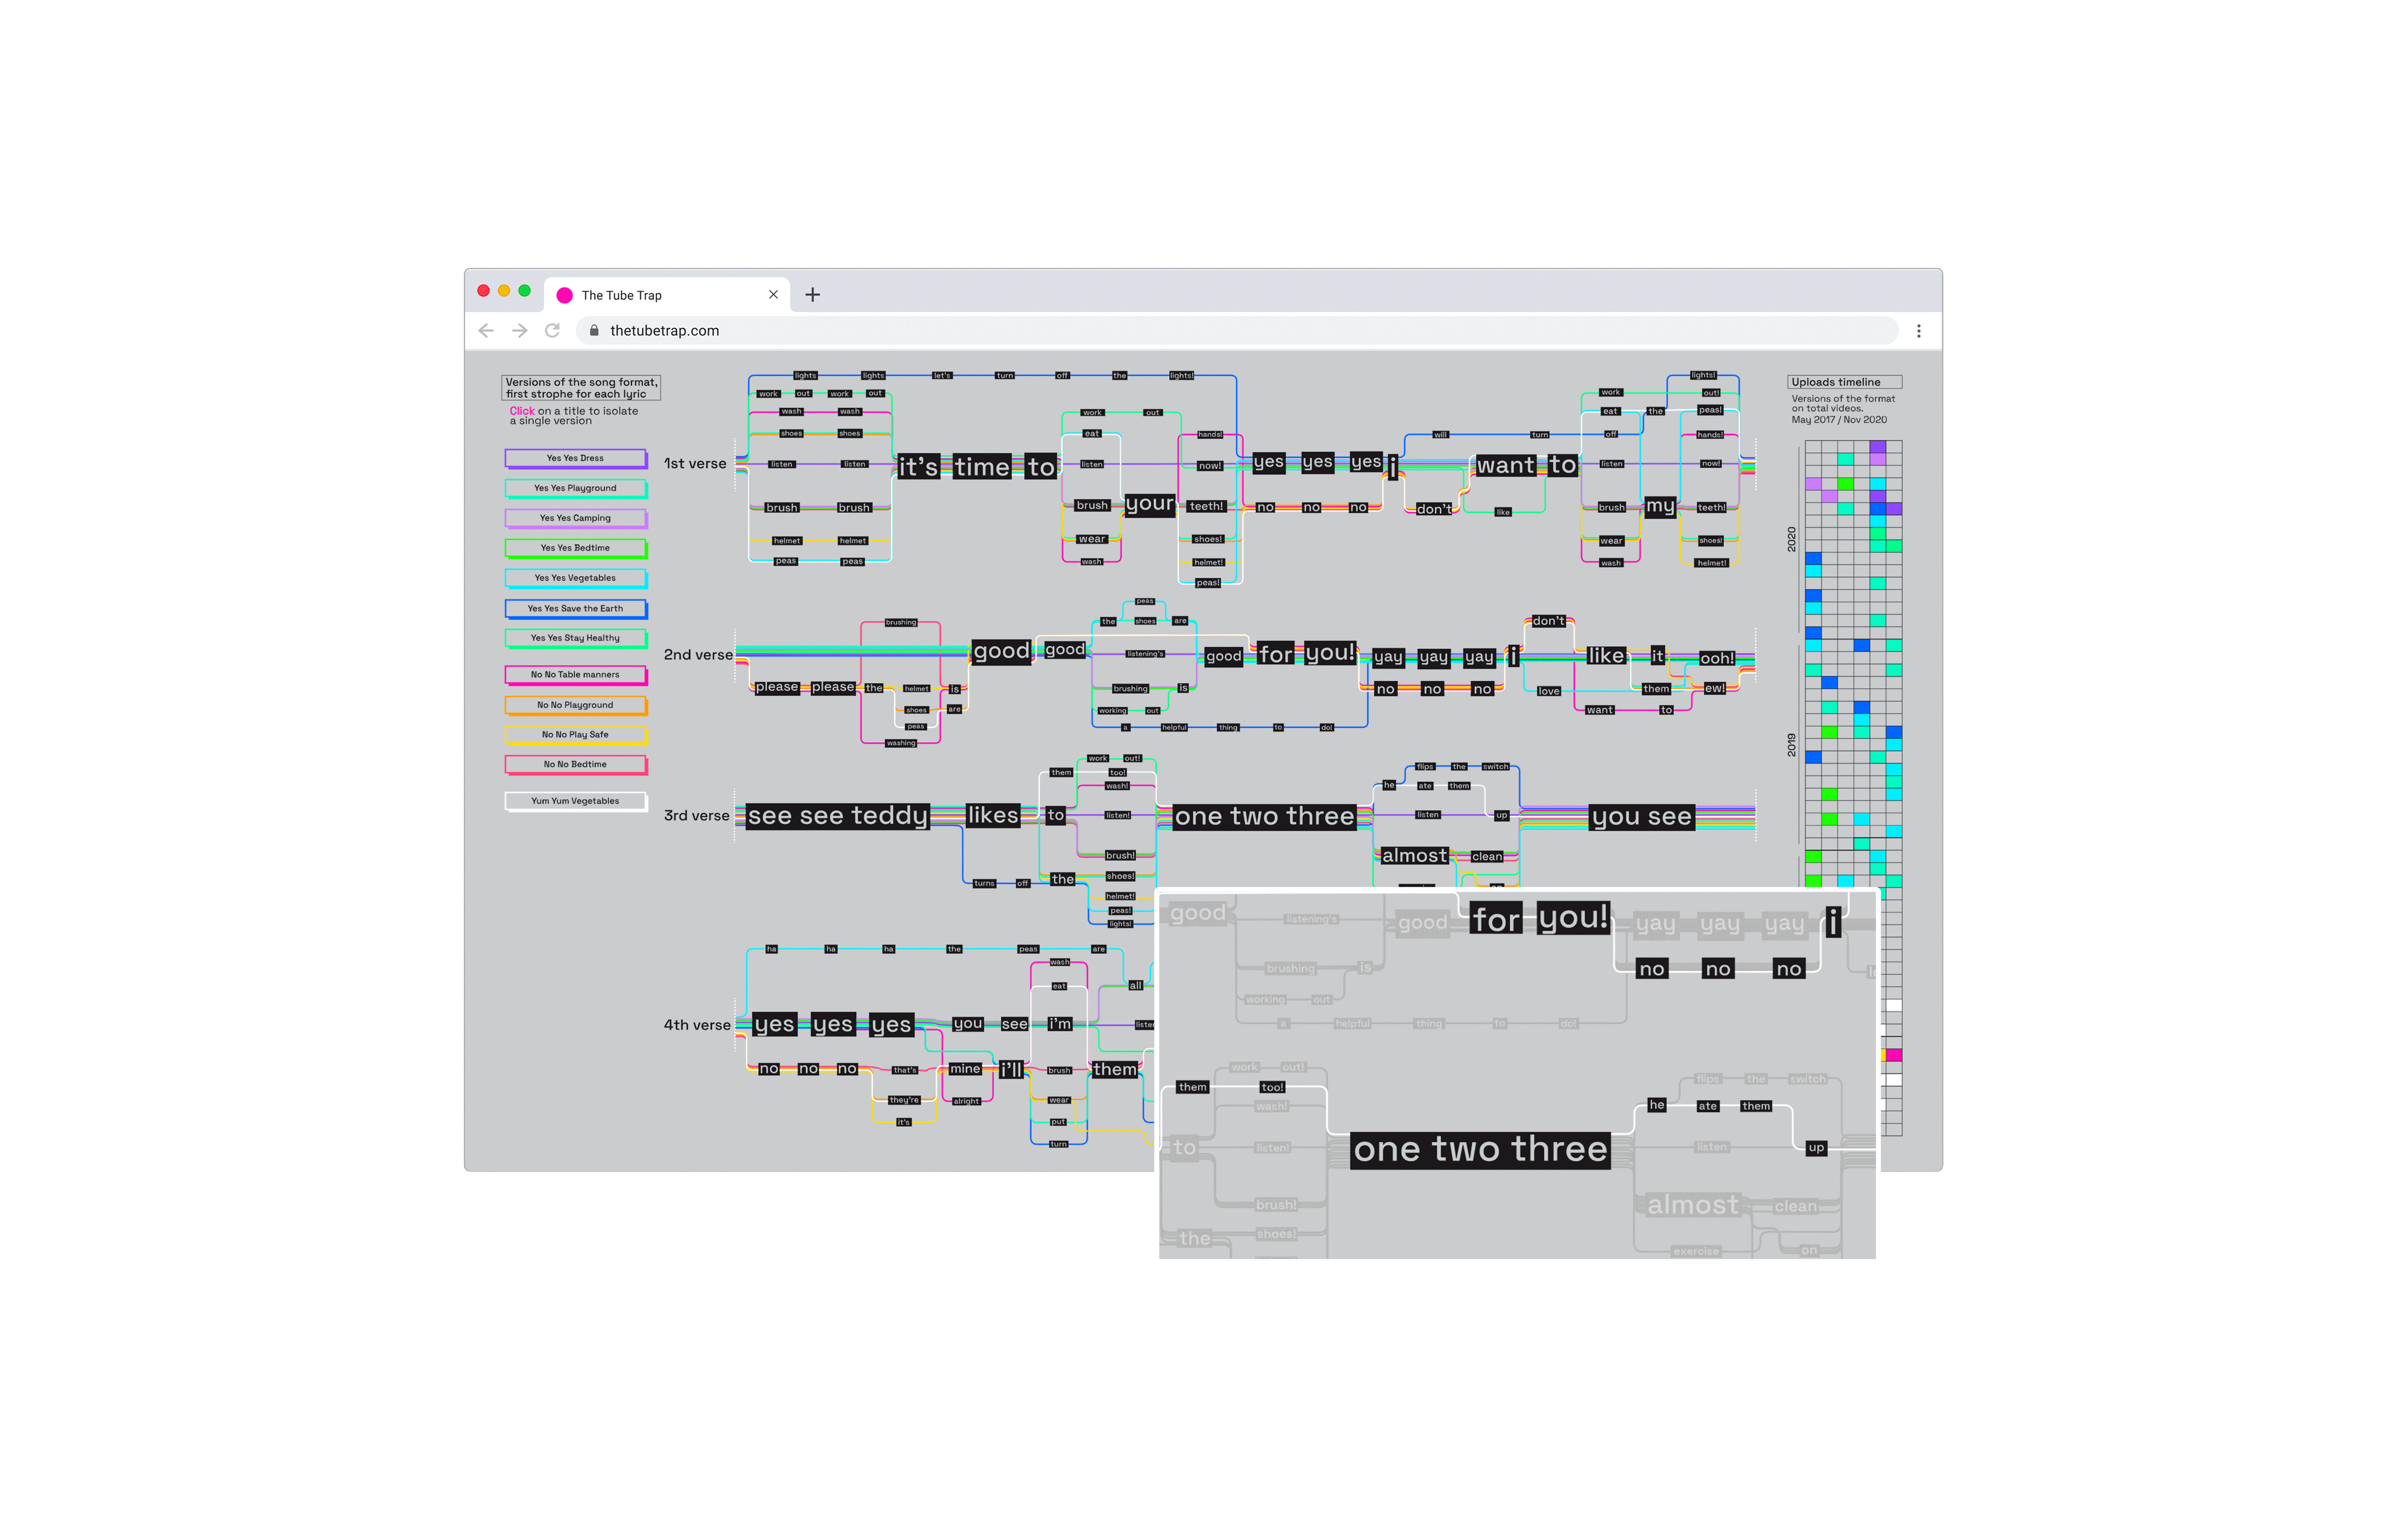 The Tube Trap
thetubetrap.com
Versions of the song format,
first strophe for each lyric
Click on a title to isolate
a single version
Yes Yes Dress
Yes Yes Playground
Yes Yes Camping
Yes Yes Bedtime
Yes Yes Vegetables
Yes Yes Save the Earth
Yes Yes Stay Healthy
No No Table manners
No No Playground
No No Play Safe
No No Bedtime
Yum Yum Vegetables
1st verse
lights lights let's turn off the lights! lights!
work out work out work out!
wash wash work out eat the peas!
shoes shoes eat hands! will turn off hands!
listen listen it's time to listen now! yes yes yes i want to listen now!
brush brush brush your teeth! no no no don't like brush my teeth!
helmet helmet wear shoes! wear shoes!
peas peas wash helmet! wash helmet!
peas!
2nd verse
peas
brushing the shoes are don't
good good listening's good for you! yay yay yay i like it ooh!
please please the helmet is brushing is no no no love them ew!
shoes are working out want to
peas a helpful thing to do!
washing
3rd verse
work out! flips the switch
them too! he ate them
wash!
see see teddy likes to listen! one two three listen up you see
brush! almost clean
turns off the shoes!
helmet!
peas!
lights!
4th verse
ha ha ha the peas are
wash
eat all
yes yes yes you see i'm
no no no that's mine i'll brush them
they're alright wear
it's put
turn
good listening's good for you! yay yay yay i
brushing is no no no
working out
a helpful thing to do!
work out! flips the switch
them too! he ate them
wash!
to listen! one two three listen up
brush! almost clean
the shoes!
exercise on
Uploads timeline
Versions of the format
on total videos.
May 2017 / Nov 2020
2020
2019